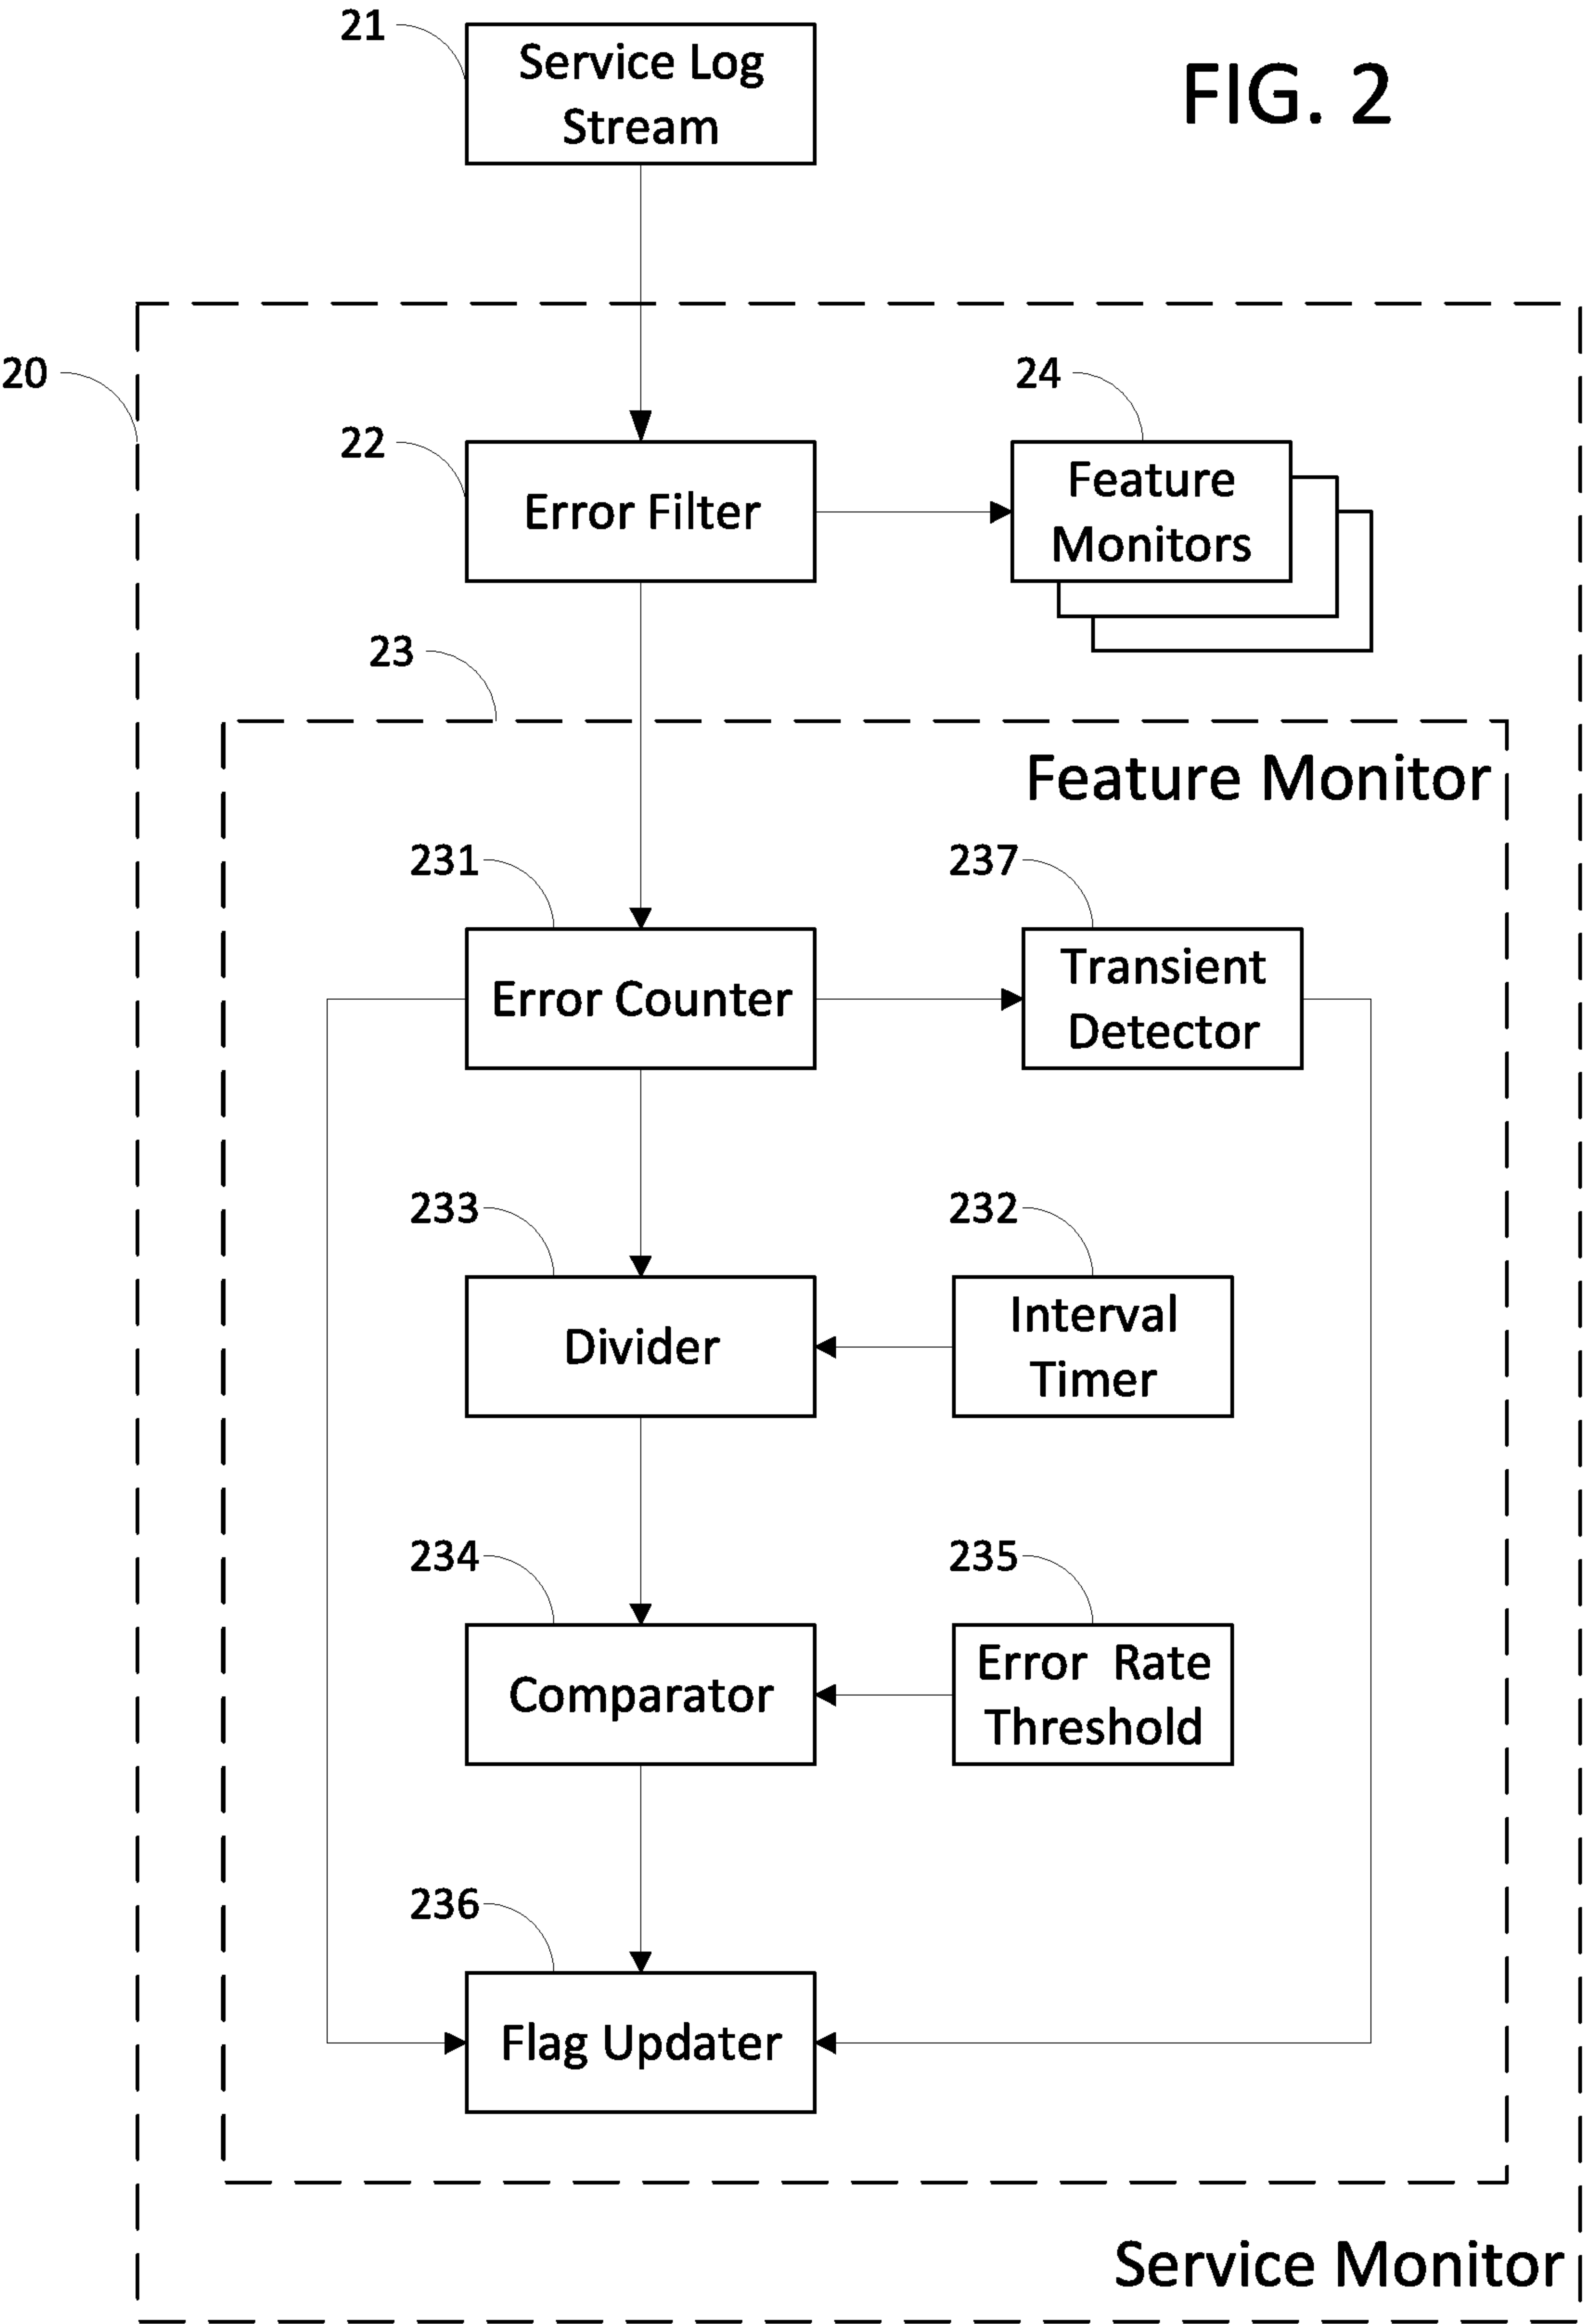 21
Service Log
Stream
FIG. 2
20
22
Error Filter
24
Feature
Monitors
23
Feature Monitor
231
Error Counter
237
Transient
Detector
233
Divider
232
Interval
Timer
234
Comparator
235
Error Rate
Threshold
236
Flag Updater
Service Monitor